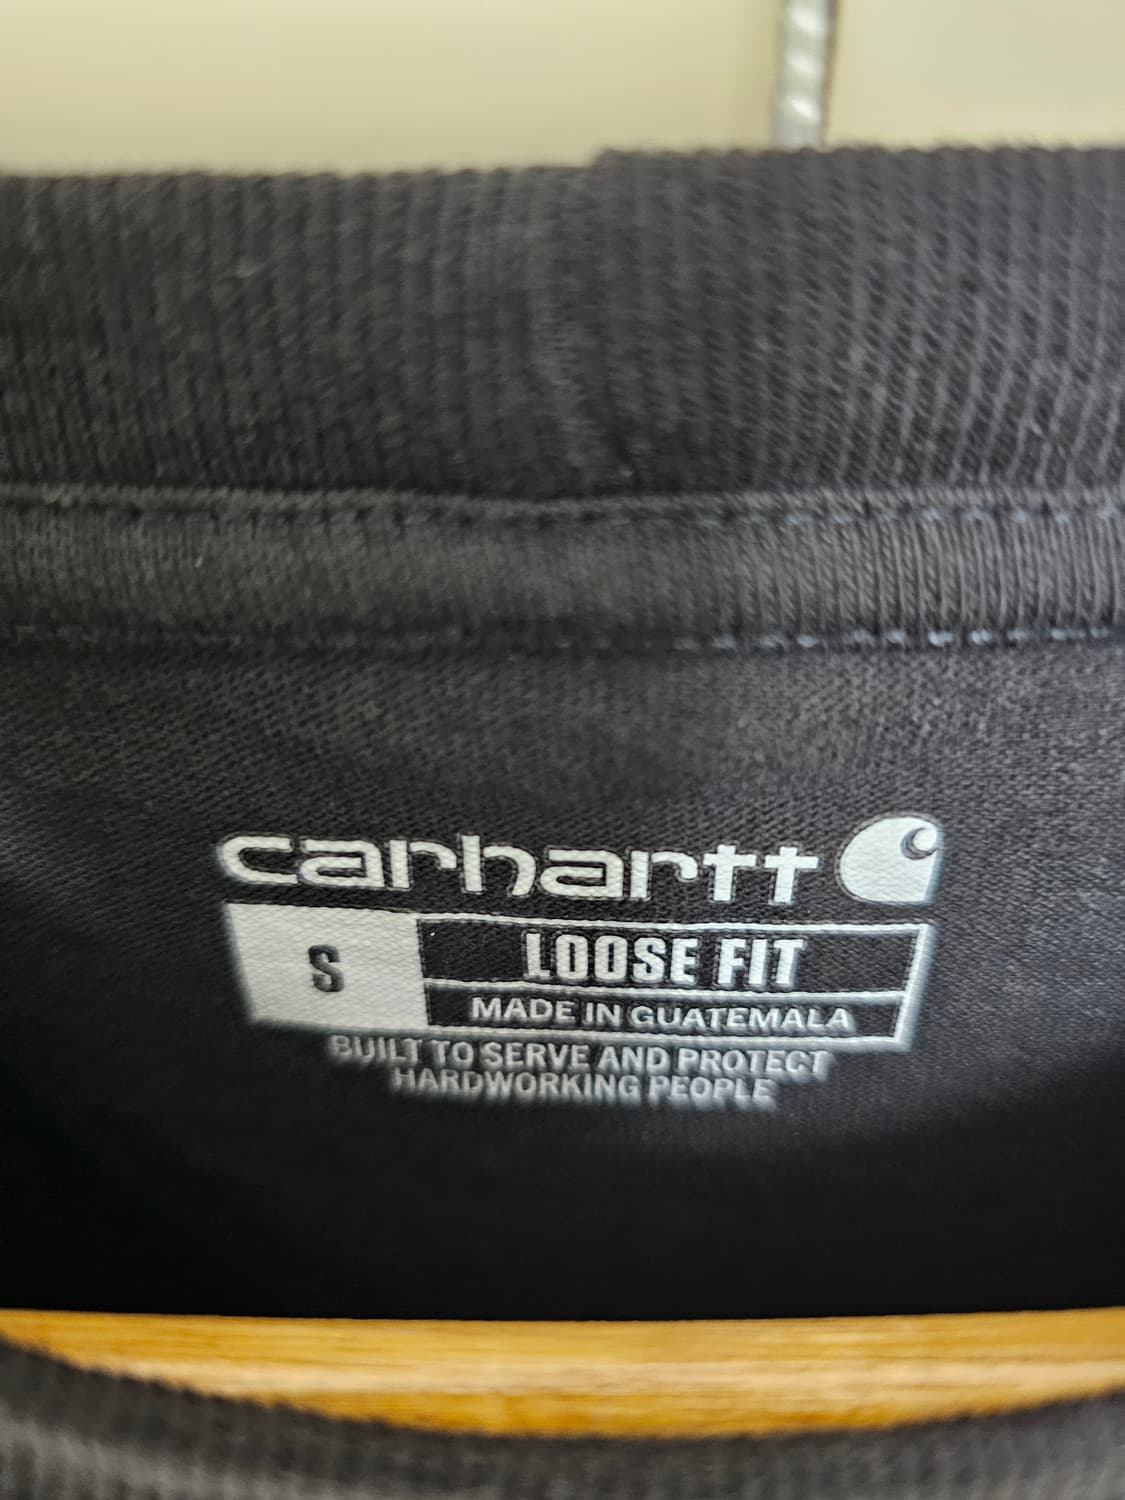 carhartt
S
LOOSE FIT
MADE IN GUATEMALA
BUILT TO SERVE AND PROTECT
HARDWORKING PEOPLE